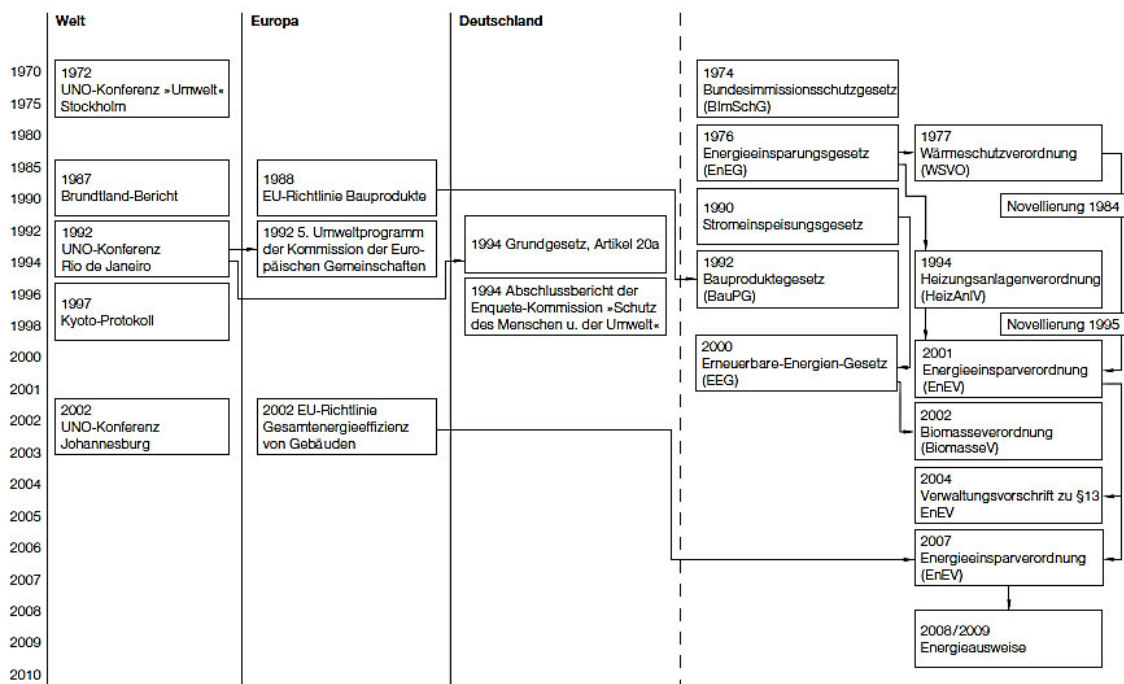 Welt
Europa
Deutschland
1970
1975
1980
1985
1990
1992
1994
1996
1998
2000
2001
2002
2003
2004
2005
2006
2007
2008
2009
2010
1972
UNO-Konferenz »Umwelt«
Stockholm
1987
Brundtland-Bericht
1992
UNO-Konferenz
Rio de Janeiro
1997
Kyoto-Protokoll
2002
UNO-Konferenz
Johannesburg
1988
EU-Richtlinie Bauprodukte
1992 5. Umweltprogramm
der Kommission der Euro-
päischen Gemeinschaften
2002 EU-Richtlinie
Gesamtenergieeffizienz
von Gebäuden
1994 Grundgesetz, Artikel 20a
1994 Abschlussbericht der
Enquete-Kommission »Schutz
des Menschen u. der Umwelt«
1974
Bundesimmissionsschutzgesetz
(BImSchG)
1976
Energieeinsparungsgesetz
(EnEG)
1990
Stromeinspeisungsgesetz
1992
Bauproduktegesetz
(BauPG)
2000
Erneuerbare-Energien-Gesetz
(EEG)
1977
Wärmeschutzverordnung
(WSVO)
Novellierung 1984
1994
Heizungsanlagenverordnung
(HeizAnlV)
Novellierung 1995
2001
Energieeinsparverordnung
(EnEV)
2002
Biomasseverordnung
(BiomasseV)
2004
Verwaltungsvorschrift zu §13
EnEV
2007
Energieeinsparverordnung
(EnEV)
2008/2009
Energieausweise